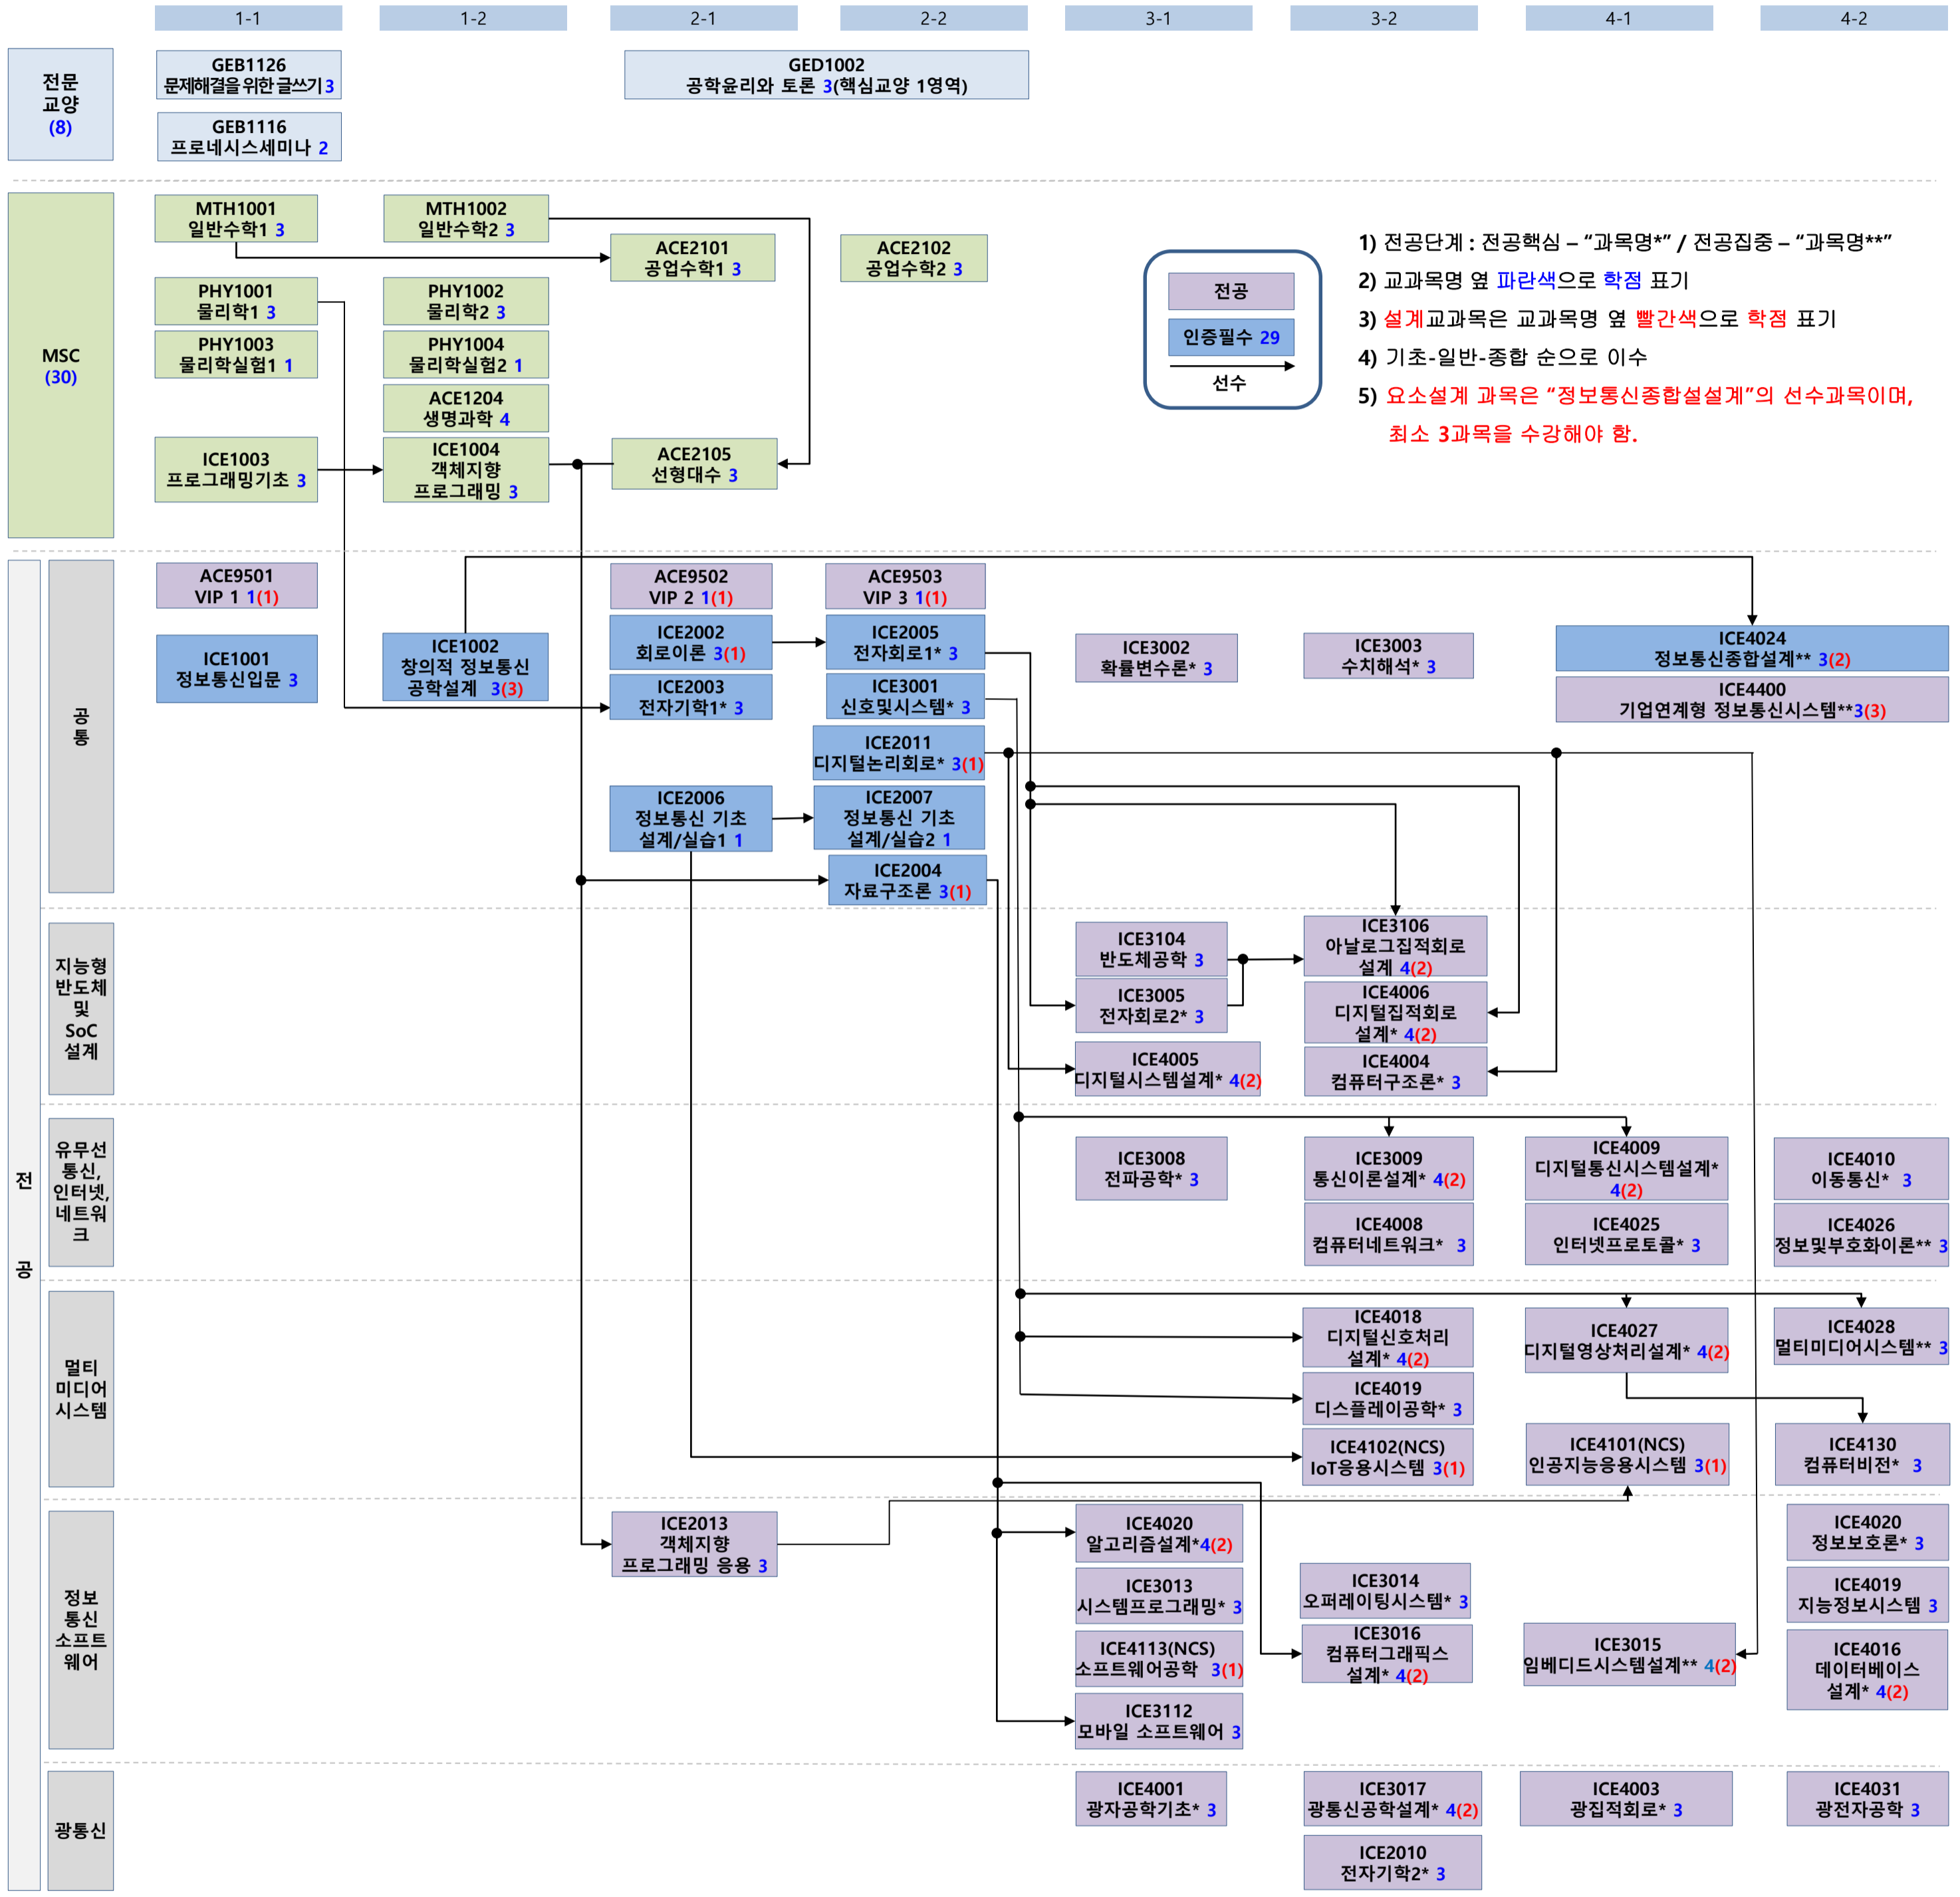 1-1
1-2
2-1
2-2
3-1
3-2
4-1
4-2
전문
교양
(8)
GEB1126
문제해결을 위한 글쓰기 3
GEB1116
프로네시스세미나 2
GED1002
공학윤리와 토론 3(핵심교양 1영역)
MSC
(30)
MTH1001
일반수학1 3
MTH1002
일반수학2 3
ACE2101
공업수학1 3
ACE2102
공업수학2 3
PHY1001
물리학1 3
PHY1002
물리학2 3
PHY1003
물리학실험1 1
PHY1004
물리학실험2 1
ACE1204
생명과학 4
ICE1003
프로그래밍기초 3
ICE1004
객체지향
프로그래밍 3
ACE2105
선형대수 3
전공
인증필수 29
선수
1) 전공단계 : 전공핵심 – “과목명*” / 전공집중 – “과목명**”
2) 교과목명 옆 파란색으로 학점 표기
3) 설계교과목은 교과목명 옆 빨간색으로 학점 표기
4) 기초-일반-종합 순으로 이수
5) 요소설계 과목은 “정보통신종합설설계”의 선수과목이며,
최소 3과목을 수강해야 함.
전
공
공
통
ACE9501
VIP 1 1(1)
ACE9502
VIP 2 1(1)
ACE9503
VIP 3 1(1)
ICE1001
정보통신입문 3
ICE1002
창의적 정보통신
공학설계 3(3)
ICE2002
회로이론 3(1)
ICE2005
전자회로1* 3
ICE3002
확률변수론* 3
ICE3003
수치해석* 3
ICE4024
정보통신종합설계** 3(2)
ICE2003
전자기학1* 3
ICE3001
신호및시스템* 3
ICE4400
기업연계형 정보통신시스템**3(3)
ICE2011
디지털논리회로* 3(1)
ICE2006
정보통신 기초
설계/실습1 1
ICE2007
정보통신 기초
설계/실습2 1
ICE2004
자료구조론 3(1)
지능형
반도체
및
SoC
설계
ICE3104
반도체공학 3
ICE3106
아날로그집적회로
설계 4(2)
ICE3005
전자회로2* 3
ICE4006
디지털집적회로
설계* 4(2)
ICE4005
디지털시스템설계* 4(2)
ICE4004
컴퓨터구조론* 3
유무선
통신,
인터넷,
네트워
크
ICE3008
전파공학* 3
ICE3009
통신이론설계* 4(2)
ICE4009
디지털통신시스템설계*
4(2)
ICE4010
이동통신* 3
ICE4008
컴퓨터네트워크* 3
ICE4025
인터넷프로토콜* 3
ICE4026
정보및부호화이론** 3
멀티
미디어
시스템
ICE4018
디지털신호처리
설계* 4(2)
ICE4027
디지털영상처리설계* 4(2)
ICE4028
멀티미디어시스템** 3
ICE4019
디스플레이공학* 3
ICE4102(NCS)
IoT응용시스템 3(1)
ICE4101(NCS)
인공지능응용시스템 3(1)
ICE4130
컴퓨터비전* 3
정보
통신
소프트
웨어
ICE2013
객체지향
프로그래밍 응용 3
ICE4020
알고리즘설계*4(2)
ICE4020
정보보호론* 3
ICE3013
시스템프로그래밍* 3
ICE3014
오퍼레이팅시스템* 3
ICE4019
지능정보시스템 3
ICE4113(NCS)
소프트웨어공학 3(1)
ICE3016
컴퓨터그래픽스
설계* 4(2)
ICE3015
임베디드시스템설계** 4(2)
ICE4016
데이터베이스
설계* 4(2)
ICE3112
모바일 소프트웨어 3
광통신
ICE4001
광자공학기초* 3
ICE3017
광통신공학설계* 4(2)
ICE4003
광집적회로* 3
ICE4031
광전자공학 3
ICE2010
전자기학2* 3